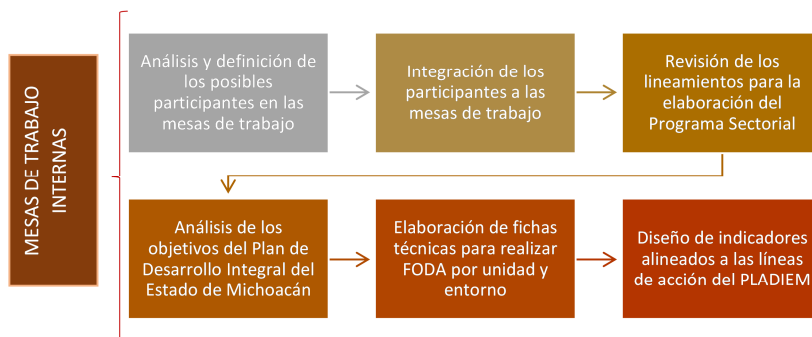 MESAS DE TRABAJO
INTERNAS
Análisis y definición de
los posibles
participantes en las
mesas de trabajo
Integración de los
participantes a las
mesas de trabajo
Revisión de los
lineamientos para la
elaboración del
Programa Sectorial
Análisis de los
objetivos del Plan de
Desarrollo Integral del
Estado de Michoacán
Elaboración de fichas
técnicas para realizar
FODA por unidad y
entorno
Diseño de indicadores
alineados a las líneas
de acción del PLADIEM